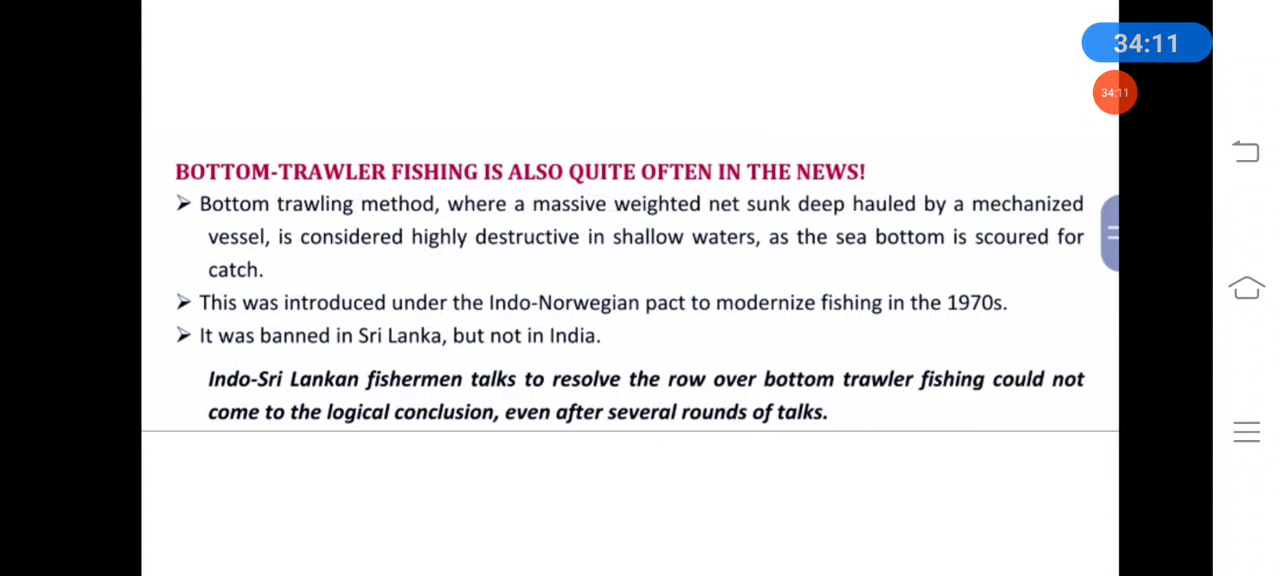 34:11
34:11
BOTTOM-TRAWLER FISHING IS ALSO QUITE OFTEN IN THE NEWS!
➤ Bottom trawling method, where a massive weighted net sunk deep hauled by a mechanized
vessel, is considered highly destructive in shallow waters, as the sea bottom is scoured for
catch.
➤ This was introduced under the Indo-Norwegian pact to modernize fishing in the 1970s.
➤ It was banned in Sri Lanka, but not in India.
Indo-Sri Lankan fishermen talks to resolve the row over bottom trawler fishing could not
come to the logical conclusion, even after several rounds of talks.